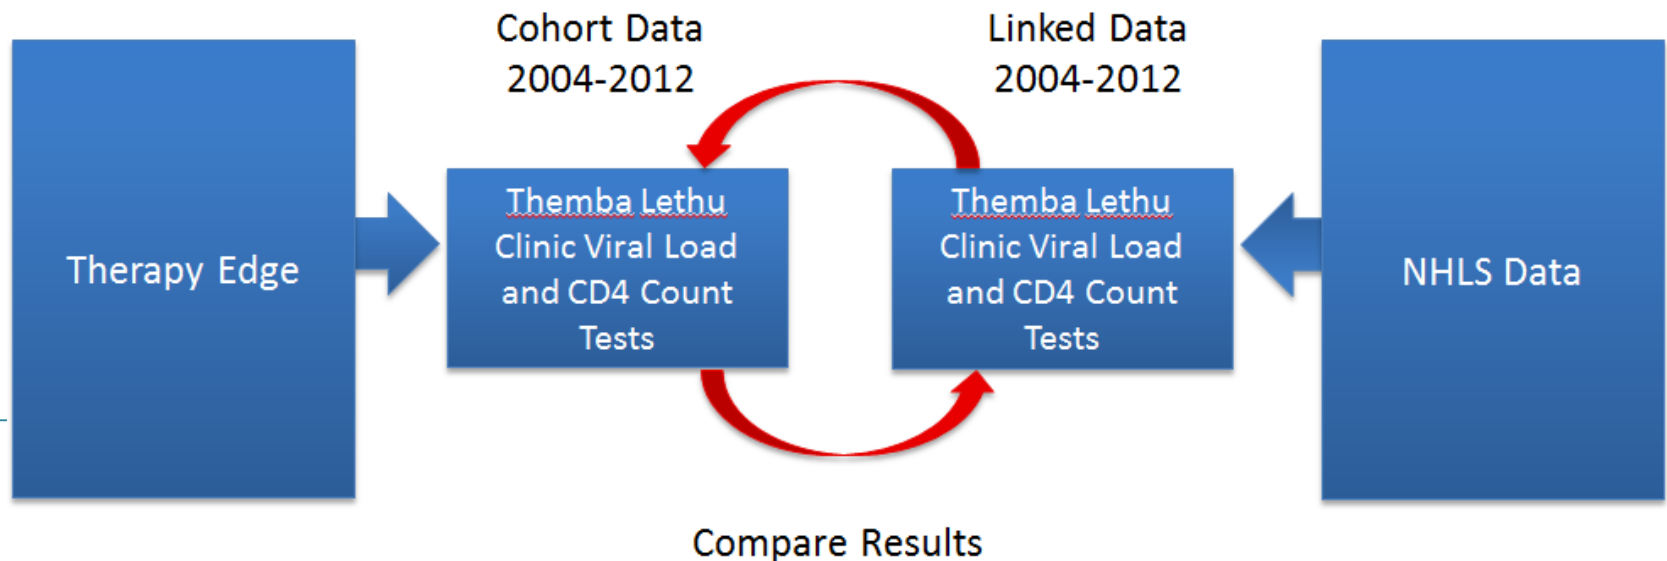 Cohort Data
2004-2012
Linked Data
2004-2012
Therapy Edge
Themba Lethu
Clinic Viral Load
and CD4 Count
Tests
Themba Lethu
Clinic Viral Load
and CD4 Count
Tests
NHLS Data
Compare Results